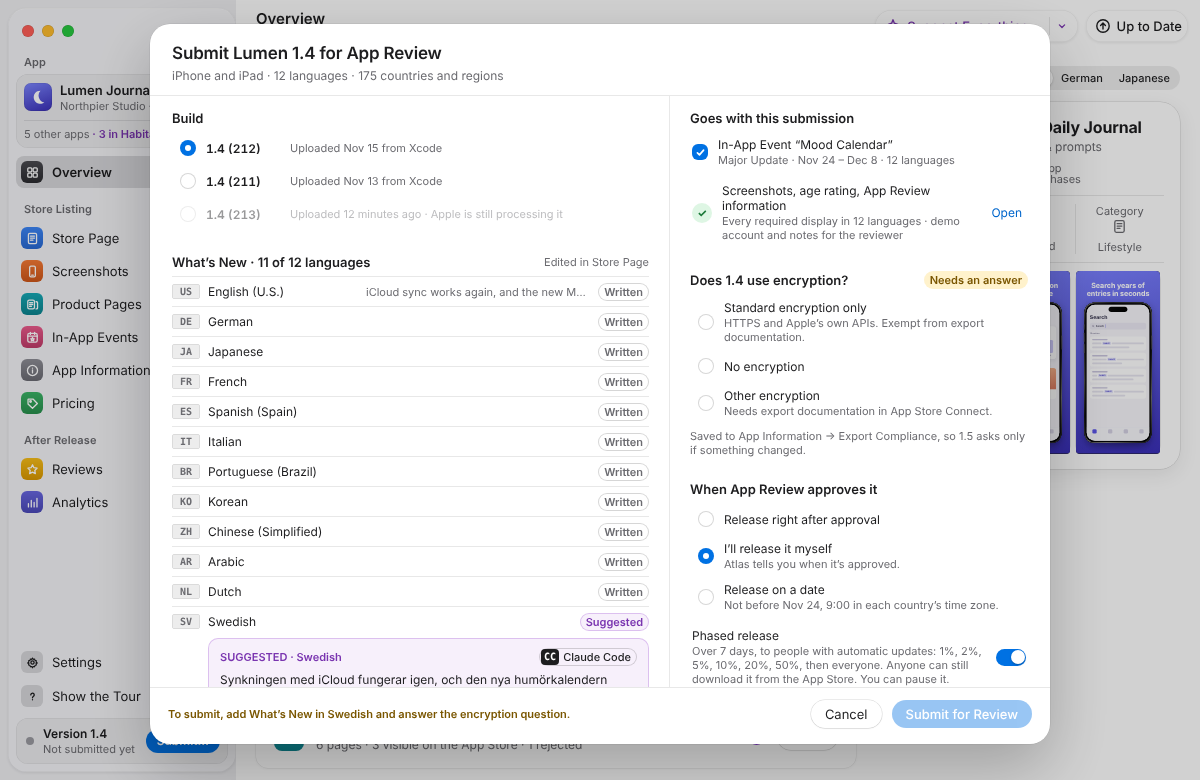 Overview
Up to Date
App
Lumen Journa
Northpier Studio
5 other apps · 3 in Habit
Overview
Store Listing
Store Page
Screenshots
Product Pages
In-App Events
App Information
Pricing
After Release
Reviews
Analytics
Settings
? Show the Tour
Version 1.4
Not submitted yet
German
Japanese
Daily Journal
prompts
Category
Lifestyle
Search years of
entries in seconds
Search
6 pages · 3 visible on the App Store · 1 rejected
Submit Lumen 1.4 for App Review
iPhone and iPad · 12 languages · 175 countries and regions
Build
1.4 (212) Uploaded Nov 15 from Xcode
1.4 (211) Uploaded Nov 13 from Xcode
1.4 (213) Uploaded 12 minutes ago · Apple is still processing it
What’s New · 11 of 12 languages Edited in Store Page
US English (U.S.) iCloud sync works again, and the new M… Written
DE German Written
JA Japanese Written
FR French Written
ES Spanish (Spain) Written
IT Italian Written
BR Portuguese (Brazil) Written
KO Korean Written
ZH Chinese (Simplified) Written
AR Arabic Written
NL Dutch Written
SV Swedish Suggested
SUGGESTED · Swedish CC Claude Code
Synkningen med iCloud fungerar igen, och den nya humörkalendern
Goes with this submission
In-App Event “Mood Calendar”
Major Update · Nov 24 – Dec 8 · 12 languages
Screenshots, age rating, App Review
information
Every required display in 12 languages · demo
account and notes for the reviewer
Open
Does 1.4 use encryption? Needs an answer
Standard encryption only
HTTPS and Apple’s own APIs. Exempt from export
documentation.
No encryption
Other encryption
Needs export documentation in App Store Connect.
Saved to App Information → Export Compliance, so 1.5 asks only
if something changed.
When App Review approves it
Release right after approval
I’ll release it myself
Atlas tells you when it’s approved.
Release on a date
Not before Nov 24, 9:00 in each country’s time zone.
Phased release
Over 7 days, to people with automatic updates: 1%, 2%,
5%, 10%, 20%, 50%, then everyone. Anyone can still
download it from the App Store. You can pause it.
To submit, add What’s New in Swedish and answer the encryption question.
Cancel
Submit for Review